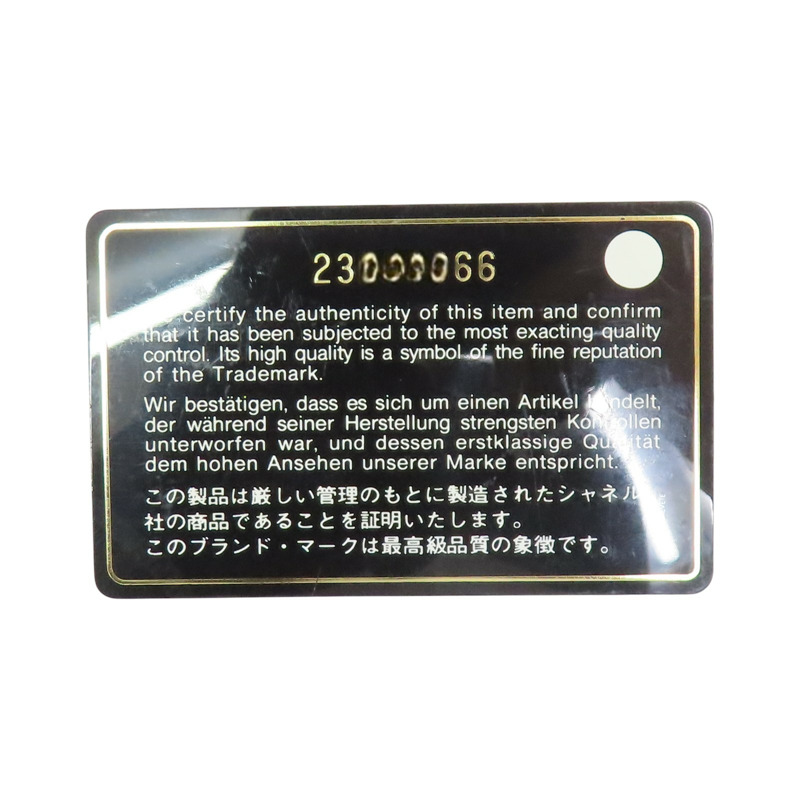 23 66
certify the authenticity of this item and confirm
that it has been subjected to the most exacting quality
control. Its high quality is a symbol of the fine reputation
of the Trademark.
Wir bestätigen, dass es sich um einen Artikel handelt,
der während seiner Herstellung strengsten Kontrollen
unterworfen war, und dessen erstklassige Qualität
dem hohen Ansehen unserer Marke entspricht.
この製品は厳しい管理のもとに製造されたシャネル
社の商品であることを証明いたします。
このブランド・マークは最高級品質の象徴です。